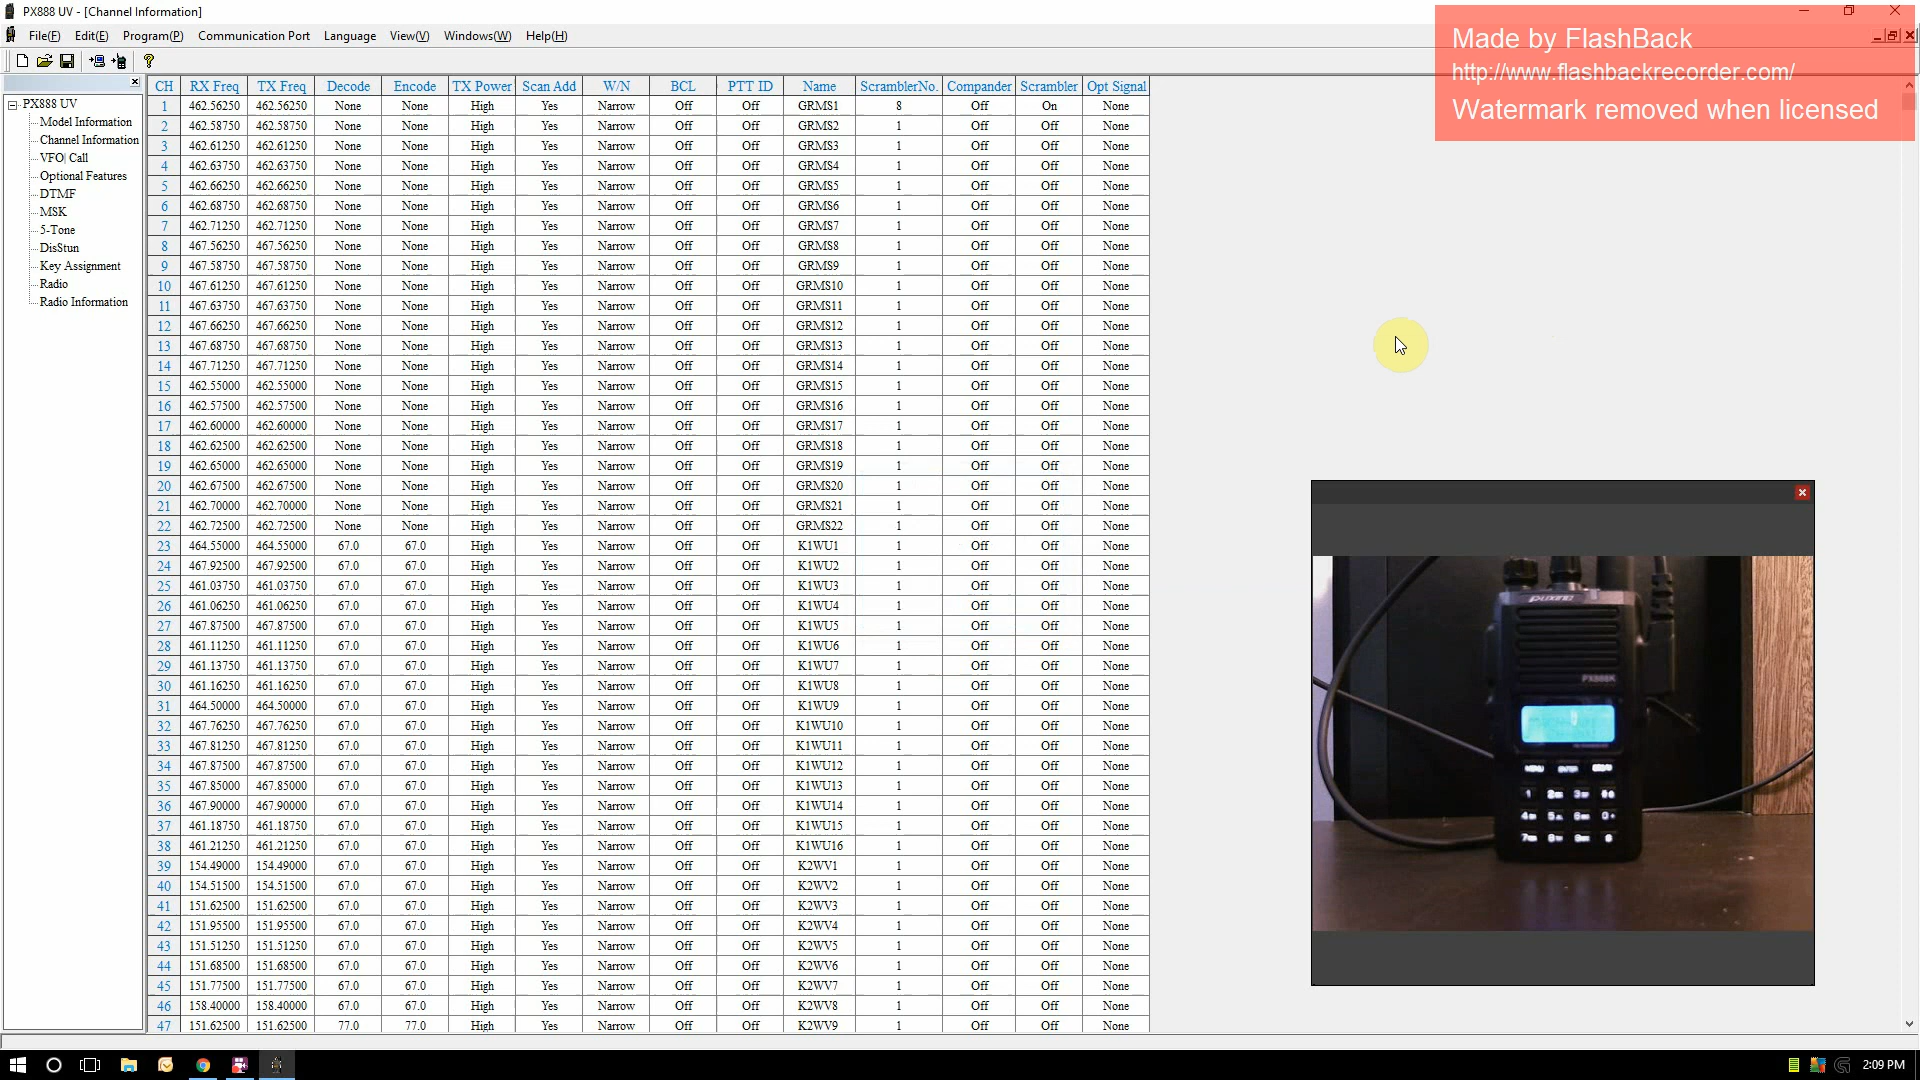 PX888 UV - [Channel Information]
File(F) Edit(E) Program(P) Communication Port Language View(V) Windows(W) Help(H)
Made by FlashBack
http://www.flashbackrecorder.com/
Watermark removed when licensed
PX888 UV
Model Information
Channel Information
VFO| Call
Optional Features
DTMF
MSK
5-Tone
DisStun
Key Assignment
Radio
Radio Information
CH RX Freq TX Freq Decode Encode TX Power Scan Add W/N BCL PTT ID Name ScramblerNo. Compander Scrambler Opt Signal
1 462.56250 462.56250 None None High Yes Narrow Off Off GRMS1 8 Off On None
2 462.58750 462.58750 None None High Yes Narrow Off Off GRMS2 1 Off Off None
3 462.61250 462.61250 None None High Yes Narrow Off Off GRMS3 1 Off Off None
4 462.63750 462.63750 None None High Yes Narrow Off Off GRMS4 1 Off Off None
5 462.66250 462.66250 None None High Yes Narrow Off Off GRMS5 1 Off Off None
6 462.68750 462.68750 None None High Yes Narrow Off Off GRMS6 1 Off Off None
7 462.71250 462.71250 None None High Yes Narrow Off Off GRMS7 1 Off Off None
8 467.56250 467.56250 None None High Yes Narrow Off Off GRMS8 1 Off Off None
9 467.58750 467.58750 None None High Yes Narrow Off Off GRMS9 1 Off Off None
10 467.61250 467.61250 None None High Yes Narrow Off Off GRMS10 1 Off Off None
11 467.63750 467.63750 None None High Yes Narrow Off Off GRMS11 1 Off Off None
12 467.66250 467.66250 None None High Yes Narrow Off Off GRMS12 1 Off Off None
13 467.68750 467.68750 None None High Yes Narrow Off Off GRMS13 1 Off Off None
14 467.71250 467.71250 None None High Yes Narrow Off Off GRMS14 1 Off Off None
15 462.55000 462.55000 None None High Yes Narrow Off Off GRMS15 1 Off Off None
16 462.57500 462.57500 None None High Yes Narrow Off Off GRMS16 1 Off Off None
17 462.60000 462.60000 None None High Yes Narrow Off Off GRMS17 1 Off Off None
18 462.62500 462.62500 None None High Yes Narrow Off Off GRMS18 1 Off Off None
19 462.65000 462.65000 None None High Yes Narrow Off Off GRMS19 1 Off Off None
20 462.67500 462.67500 None None High Yes Narrow Off Off GRMS20 1 Off Off None
21 462.70000 462.70000 None None High Yes Narrow Off Off GRMS21 1 Off Off None
22 462.72500 462.72500 None None High Yes Narrow Off Off GRMS22 1 Off Off None
23 464.55000 464.55000 67.0 67.0 High Yes Narrow Off Off K1WU1 1 Off Off None
24 467.92500 467.92500 67.0 67.0 High Yes Narrow Off Off K1WU2 1 Off Off None
25 461.03750 461.03750 67.0 67.0 High Yes Narrow Off Off K1WU3 1 Off Off None
26 461.06250 461.06250 67.0 67.0 High Yes Narrow Off Off K1WU4 1 Off Off None
27 467.87500 467.87500 67.0 67.0 High Yes Narrow Off Off K1WU5 1 Off Off None
28 461.11250 461.11250 67.0 67.0 High Yes Narrow Off Off K1WU6 1 Off Off None
29 461.13750 461.13750 67.0 67.0 High Yes Narrow Off Off K1WU7 1 Off Off None
30 461.16250 461.16250 67.0 67.0 High Yes Narrow Off Off K1WU8 1 Off Off None
31 464.50000 464.50000 67.0 67.0 High Yes Narrow Off Off K1WU9 1 Off Off None
32 467.76250 467.76250 67.0 67.0 High Yes Narrow Off Off K1WU10 1 Off Off None
33 467.81250 467.81250 67.0 67.0 High Yes Narrow Off Off K1WU11 1 Off Off None
34 467.87500 467.87500 67.0 67.0 High Yes Narrow Off Off K1WU12 1 Off Off None
35 467.85000 467.85000 67.0 67.0 High Yes Narrow Off Off K1WU13 1 Off Off None
36 467.90000 467.90000 67.0 67.0 High Yes Narrow Off Off K1WU14 1 Off Off None
37 461.18750 461.18750 67.0 67.0 High Yes Narrow Off Off K1WU15 1 Off Off None
38 461.21250 461.21250 67.0 67.0 High Yes Narrow Off Off K1WU16 1 Off Off None
39 154.49000 154.49000 67.0 67.0 High Yes Narrow Off Off K2WV1 1 Off Off None
40 154.51500 154.51500 67.0 67.0 High Yes Narrow Off Off K2WV2 1 Off Off None
41 151.62500 151.62500 67.0 67.0 High Yes Narrow Off Off K2WV3 1 Off Off None
42 151.95500 151.95500 67.0 67.0 High Yes Narrow Off Off K2WV4 1 Off Off None
43 151.51250 151.51250 67.0 67.0 High Yes Narrow Off Off K2WV5 1 Off Off None
44 151.68500 151.68500 67.0 67.0 High Yes Narrow Off Off K2WV6 1 Off Off None
45 151.77500 151.77500 67.0 67.0 High Yes Narrow Off Off K2WV7 1 Off Off None
46 158.40000 158.40000 67.0 67.0 High Yes Narrow Off Off K2WV8 1 Off Off None
47 151.62500 151.62500 77.0 77.0 High Yes Narrow Off Off K2WV9 1 Off Off None
PUXING
PX888K
2:09 PM